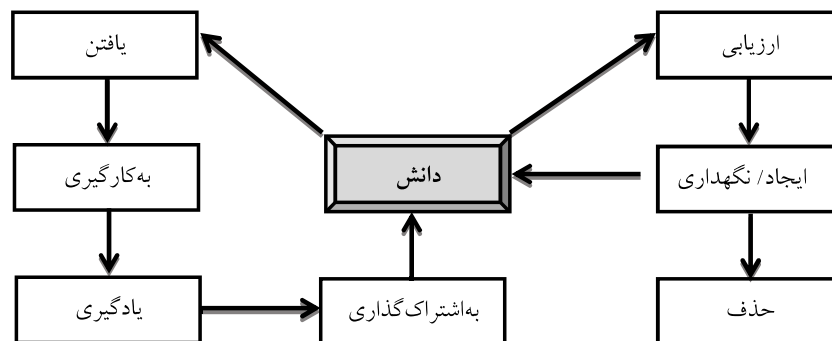 ارزیابی
یافتن
ایجاد/ نگهداری
دانش
به‌کارگیری
حذف
به‌اشتراک‌گذاری
یادگیری